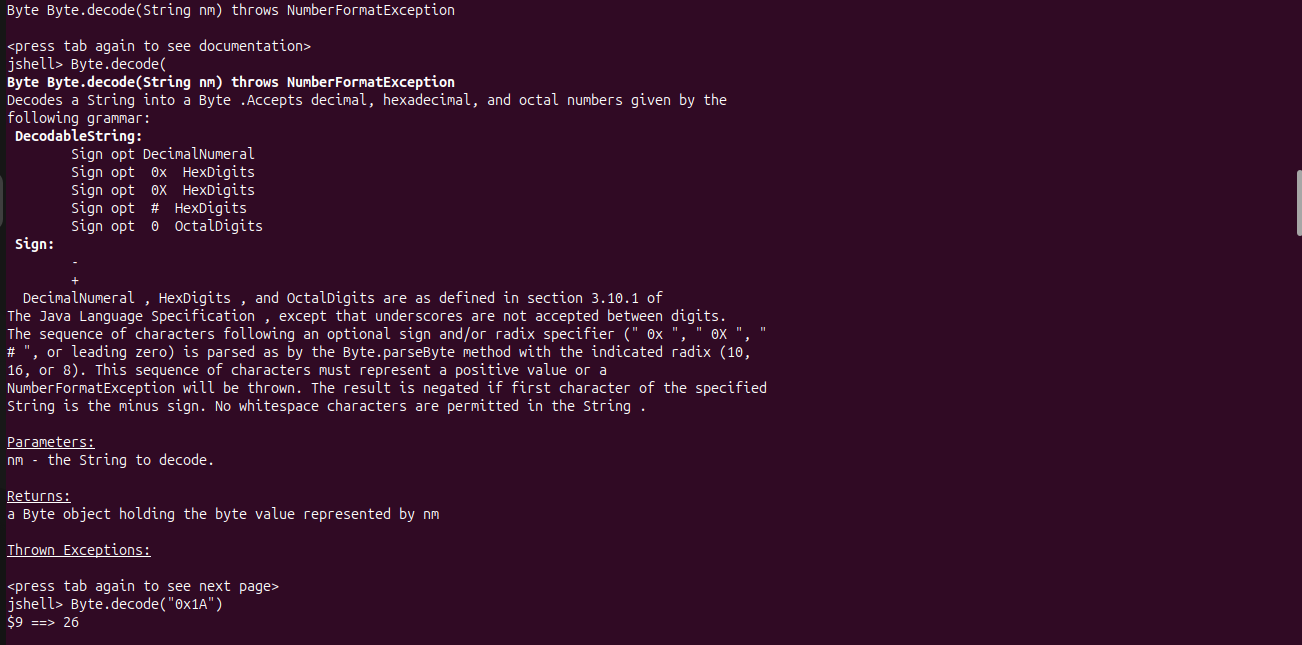 Byte Byte.decode(String nm) throws NumberFormatException
<press tab again to see documentation>
jshell> Byte.decode(
Byte Byte.decode(String nm) throws NumberFormatException
Decodes a String into a Byte .Accepts decimal, hexadecimal, and octal numbers given by the
following grammar:
DecodableString:
Sign opt DecimalNumeral
Sign opt  0x  HexDigits
Sign opt  0X  HexDigits
Sign opt  #  HexDigits
Sign opt  0  OctalDigits
Sign:
-
+
DecimalNumeral , HexDigits , and OctalDigits are as defined in section 3.10.1 of
The Java Language Specification , except that underscores are not accepted between digits.
The sequence of characters following an optional sign and/or radix specifier (" 0x ", " 0X ", "
# ", or leading zero) is parsed as by the Byte.parseByte method with the indicated radix (10,
16, or 8). This sequence of characters must represent a positive value or a
NumberFormatException will be thrown. The result is negated if first character of the specified
String is the minus sign. No whitespace characters are permitted in the String .
Parameters:
nm - the String to decode.
Returns:
a Byte object holding the byte value represented by nm
Thrown Exceptions:
<press tab again to see next page>
jshell> Byte.decode("0x1A")
$9 ==> 26